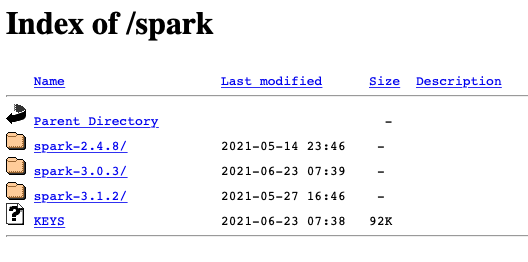 Index of /spark
Name Last modified Size Description
Parent Directory -
spark-2.4.8/ 2021-05-14 23:46 -
spark-3.0.3/ 2021-06-23 07:39 -
spark-3.1.2/ 2021-05-27 16:46 -
? KEYS 2021-06-23 07:38 92K